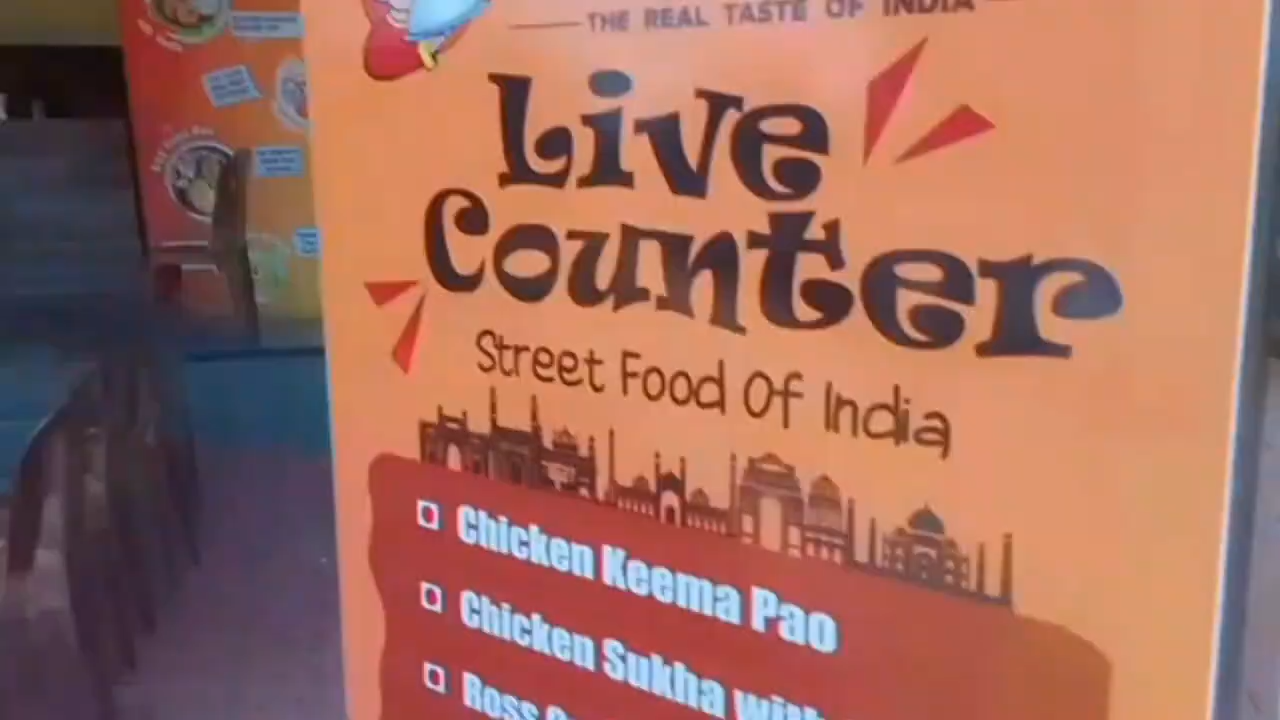 THE REAL TASTE OF INDIA
Live
Counter
Street Food Of India
Chicken Keema Pao
Chicken Sukha with
Ross